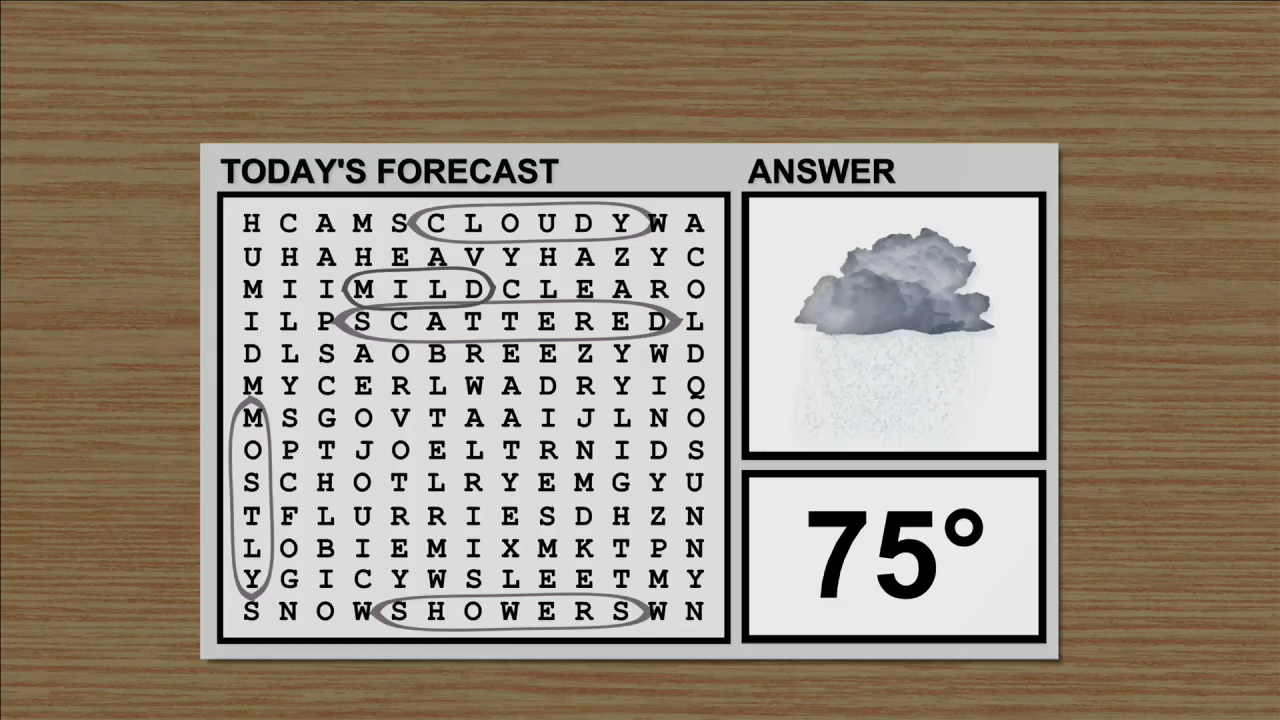 TODAY'S FORECAST
H C A M S C L O U D Y W A
U H A H E A V Y H A Z Y C
M I I M I L D C L E A R O
I L P S C A T T E R E D L
D L S A O B R E E Z Y W D
M Y C E R L W A D R Y I Q
M S G O V T A A I J L N O
O P T J O E L T R N I D S
S C H O T L R Y E M G Y U
T F L U R R I E S D H Z N
L O B I E M I X M K T P N
Y G I C Y W S L E E T M Y
S N O W S H O W E R S W N
ANSWER
75°